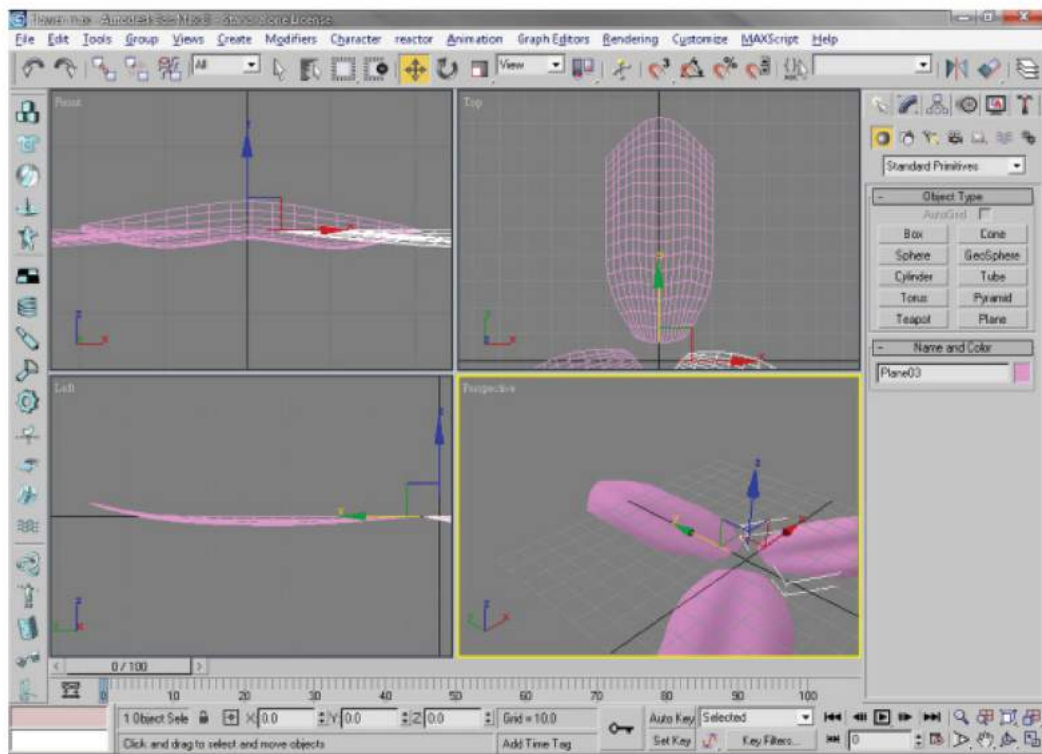 Autodesk
License
File Edit Tools Group Views Create Modifiers Character reactor Animation Graph Editors Rendering Customize MAXScript Help
All
View
Front
Top
Standard Primitives
Object Type
AutoGrid
Box Cone
Sphere GeoSphere
Cylinder Tube
Torus Pyramid
Teapot Plane
Name and Color
Plane03
Left
Perspective
0 / 100
0 10 20 30 40 50 60 70 80 90 100
1 Object Sele X: 0.0 Y: 0.0 Z: 0.0 Grid = 10.0 Auto Key Selected
Click and drag to select and move objects Add Time Tag Set Key Key Filters... 0